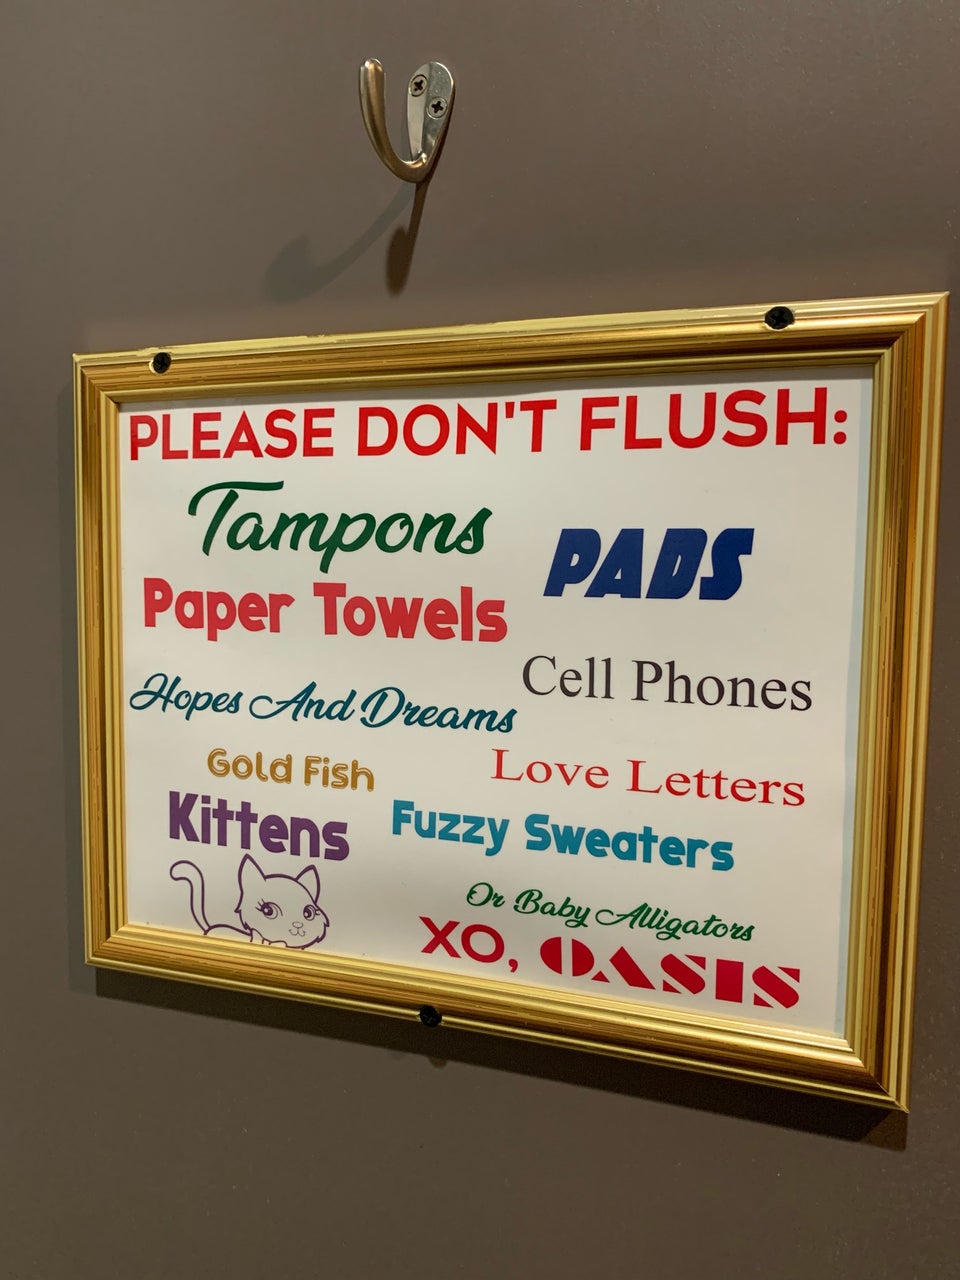 PLEASE DON'T FLUSH:
Tampons
PADS
Paper Towels
Cell Phones
Hopes And Dreams
Love Letters
Gold Fish
Kittens
Fuzzy Sweaters
Or Baby Alligators
XO, OASIS